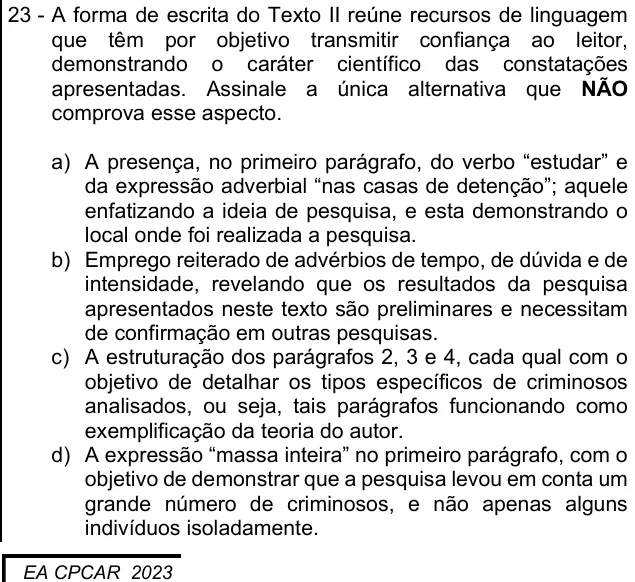 23 - A forma de escrita do Texto II reúne recursos de linguagem
que têm por objetivo transmitir confiança ao leitor,
demonstrando o caráter científico das constatações
apresentadas. Assinale a única alternativa que NÃO
comprova esse aspecto.
a) A presença, no primeiro parágrafo, do verbo “estudar” e
da expressão adverbial “nas casas de detenção”; aquele
enfatizando a ideia de pesquisa, e esta demonstrando o
local onde foi realizada a pesquisa.
b) Emprego reiterado de advérbios de tempo, de dúvida e de
intensidade, revelando que os resultados da pesquisa
apresentados neste texto são preliminares e necessitam
de confirmação em outras pesquisas.
c) A estruturação dos parágrafos 2, 3 e 4, cada qual com o
objetivo de detalhar os tipos específicos de criminosos
analisados, ou seja, tais parágrafos funcionando como
exemplificação da teoria do autor.
d) A expressão “massa inteira” no primeiro parágrafo, com o
objetivo de demonstrar que a pesquisa levou em conta um
grande número de criminosos, e não apenas alguns
indivíduos isoladamente.
EA CPCAR 2023